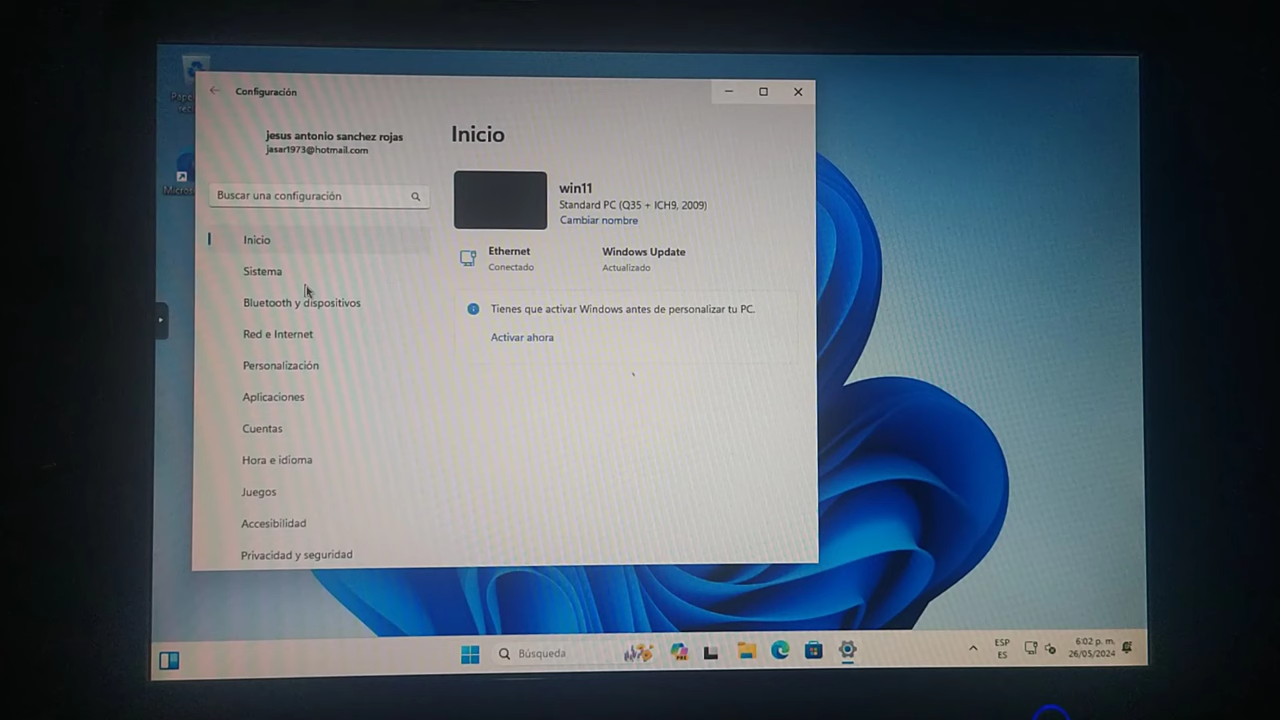 Configuración
jesus antonio sanchez rojas
jasar1973@hotmail.com
Buscar una configuración
Inicio
Sistema
Bluetooth y dispositivos
Red e Internet
Personalización
Aplicaciones
Cuentas
Hora e idioma
Juegos
Accesibilidad
Privacidad y seguridad
Inicio
win11
Standard PC (Q35 + ICH9, 2009)
Cambiar nombre
Ethernet
Conectado
Windows Update
Actualizado
Tienes que activar Windows antes de personalizar tu PC.
Activar ahora
Búsqueda
PRE
ESP
ES
6:02 p. m.
26/05/2024